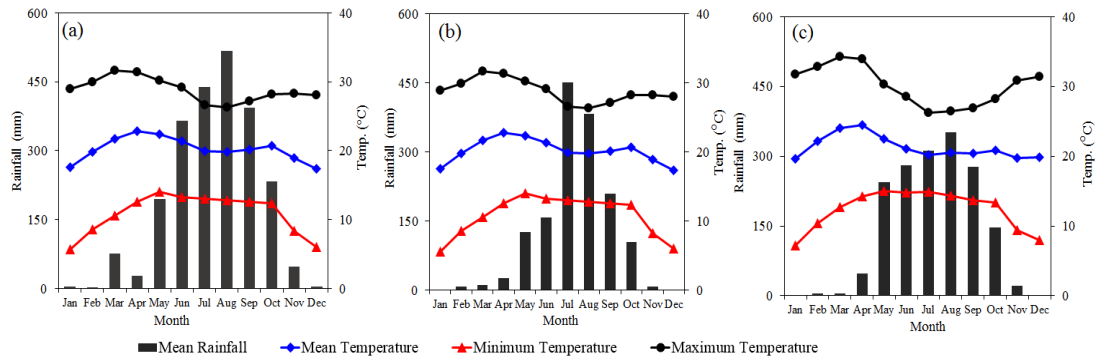 (a)
600
450
300
150
0
Rainfall (mm)
40
30
20
10
0
Temp. (°C)
Jan Feb Mar Apr May Jun Jul Aug Sep Oct Nov Dec
Month
(b)
600
450
300
150
0
Rainfall (mm)
40
30
20
10
0
Temp. (°C)
Jan Feb Mar Apr May Jun Jul Aug Sep Oct Nov Dec
Month
(c)
600
450
300
150
0
Rainfall (mm)
40
30
20
10
0
Temp. (°C)
Jan Feb Mar Apr May Jun Jul Aug Sep Oct Nov Dec
Month
Mean Rainfall Mean Temperature Minimum Temperature Maximum Temperature